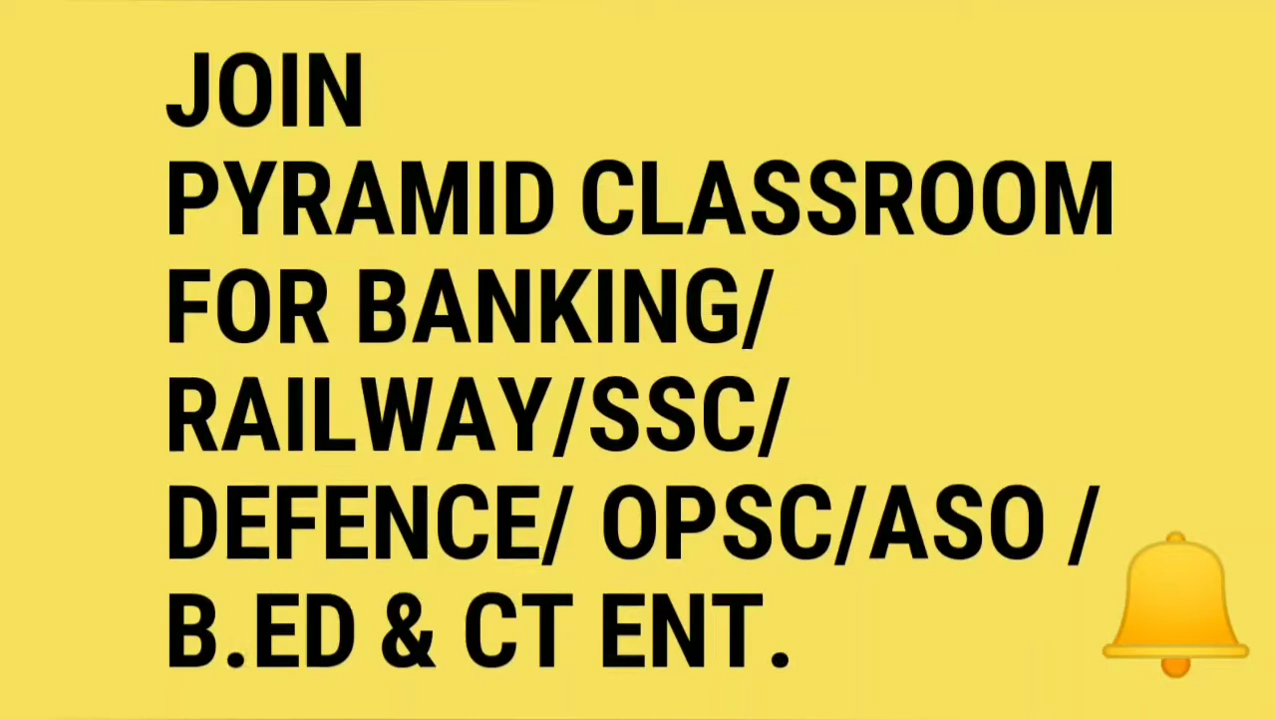 JOIN
PYRAMID CLASSROOM
FOR BANKING/
RAILWAY/SSC/
DEFENCE/ OPSC/ASO /
B.ED & CT ENT.